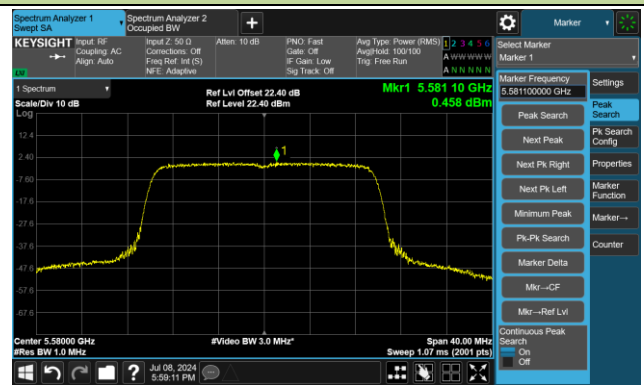 Spectrum Analyzer 1
Swept SA
Spectrum Analyzer 2
Occupied BW
Marker
KEYSIGHT
Input: RF
Coupling: AC
Align: Auto
Input Z: 50 Ω
Corrections: Off
Freq Ref: Int (S)
NFE: Adaptive
Atten: 10 dB
PNO: Fast
Gate: Off
IF Gain: Low
Sig Track: Off
Avg Type: Power (RMS)
Avg|Hold: 100/100
Trig: Free Run
1 2 3 4 5 6
A W W W W W
A N N N N N
LXI
Select Marker
Marker 1
1 Spectrum
Scale/Div 10 dB
Log
Ref Lvl Offset 22.40 dB
Ref Level 22.40 dBm
Mkr1 5.581 10 GHz
0.458 dBm
1
12.4
2.40
-7.60
-17.6
-27.6
-37.6
-47.6
-57.6
-67.6
Center 5.58000 GHz
#Res BW 1.0 MHz
#Video BW 3.0 MHz*
Span 40.00 MHz
Sweep 1.07 ms (2001 pts)
Marker Frequency
5.581100000 GHz
Peak Search
Next Peak
Next Pk Right
Next Pk Left
Minimum Peak
Pk-Pk Search
Marker Delta
Mkr→CF
Mkr→Ref Lvl
Continuous Peak
Search
On
Off
Settings
Peak
Search
Pk Search
Config
Properties
Marker
Function
Marker→
Counter
Jul 08, 2024
5:59:11 PM